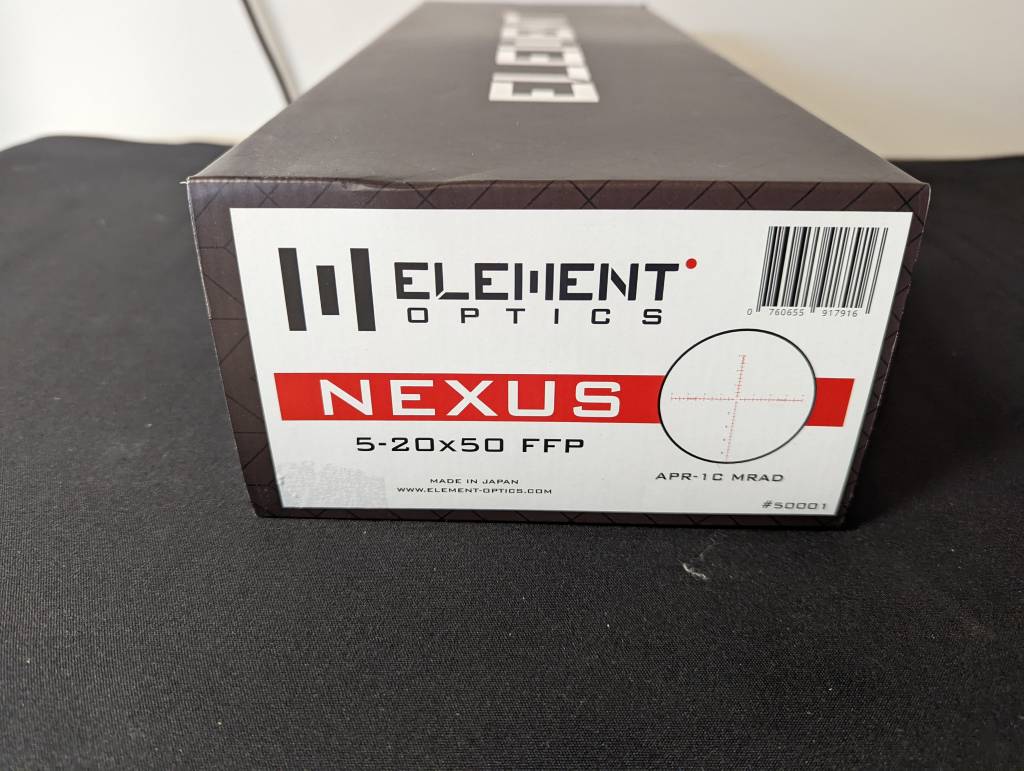 ELEMENT
ELEMENT
OPTICS
0 760655 917916
NEXUS
5-20x50 FFP
APR-1C MRAD
MADE IN JAPAN
WWW.ELEMENT-OPTICS.COM
#50001